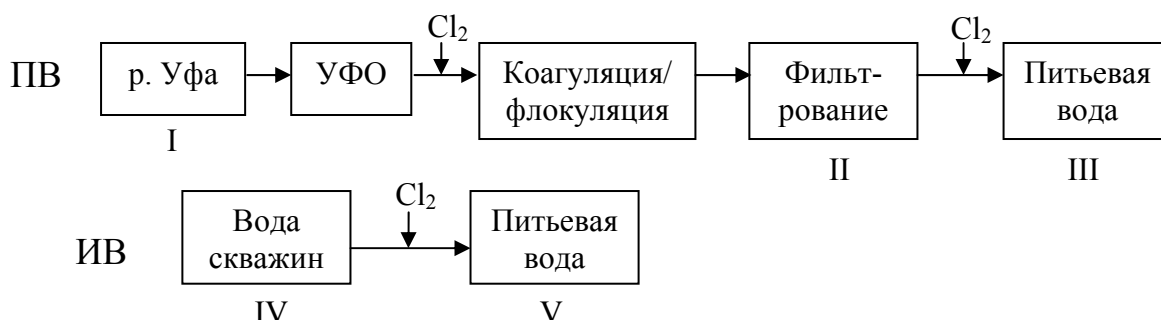 Cl₂ Cl₂
ПВ р. Уфа УФО Коагуляция/ Фильт- Питьевая
флокуляция рование вода
I II III
Cl₂
ИВ Вода Питьевая
скважин вода
IV V